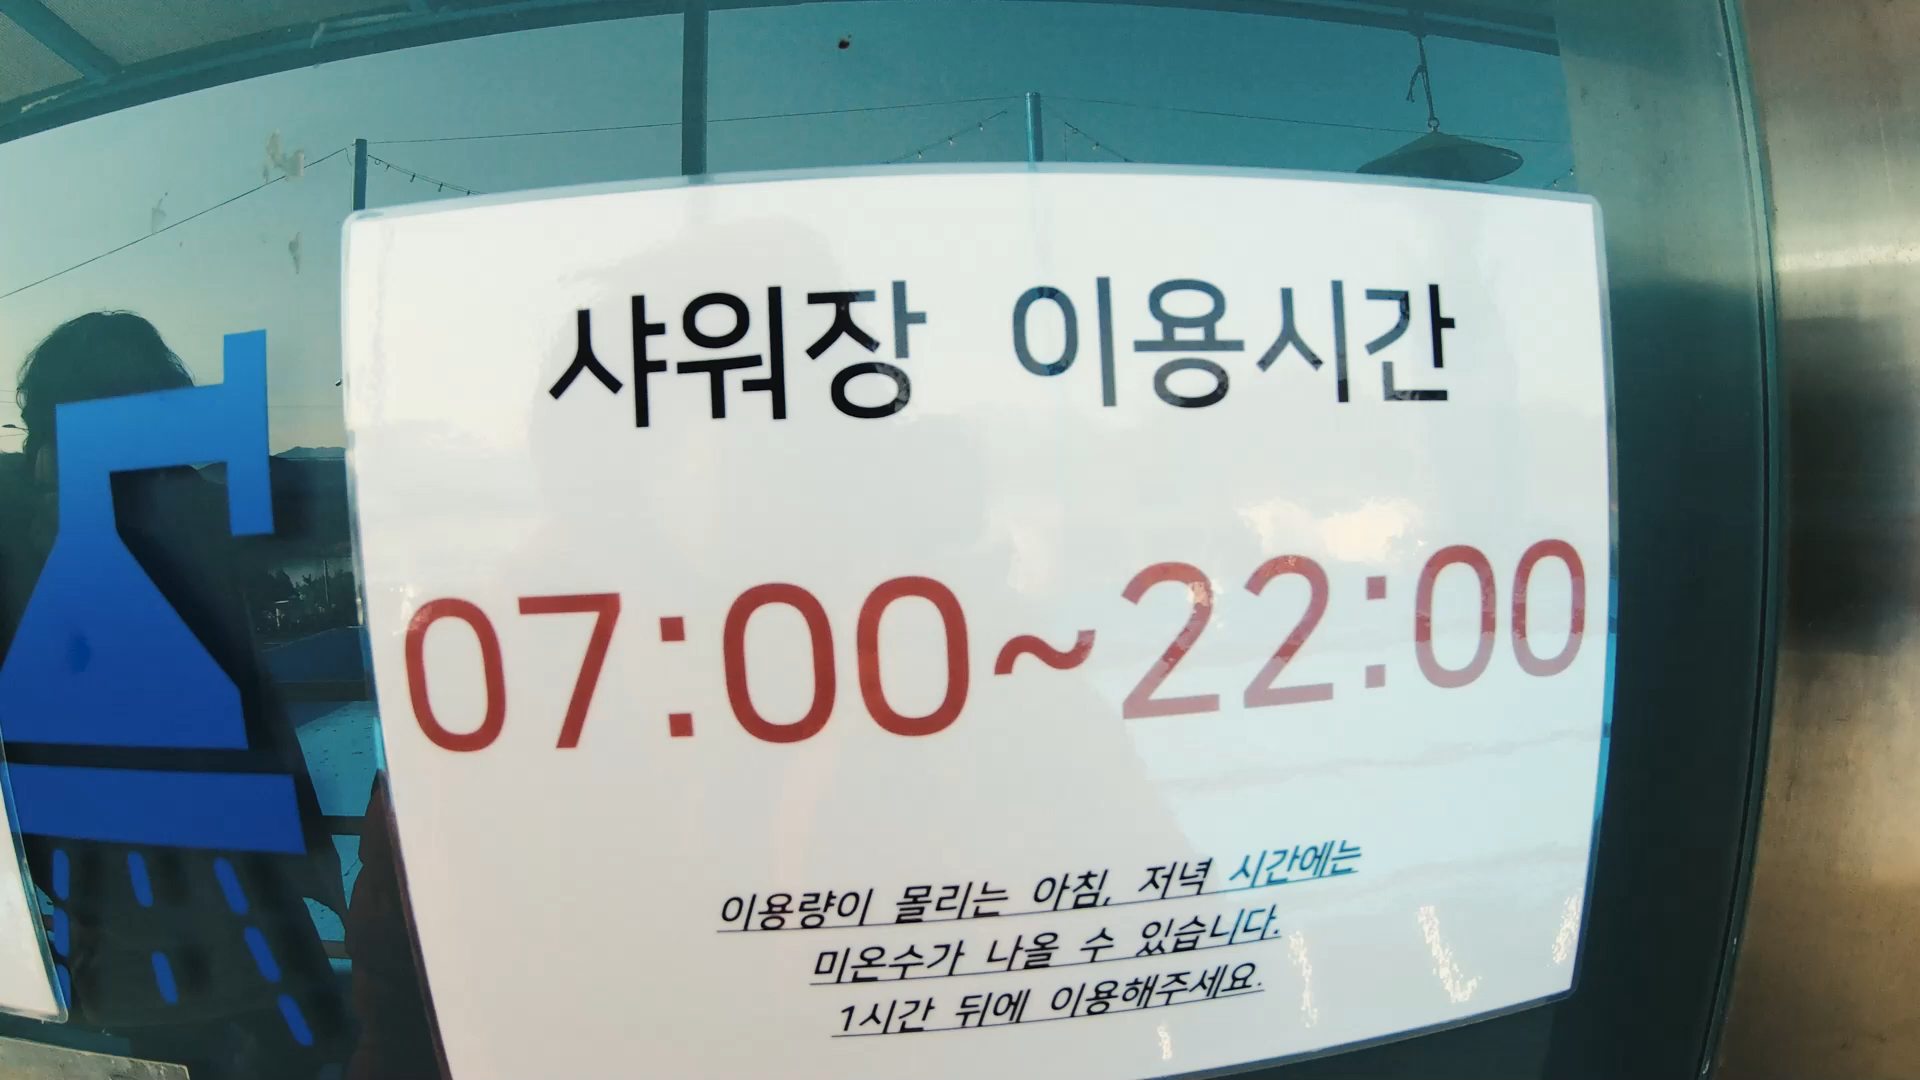 샤워장 이용시간
07:00~22:00
이용량이 몰리는 아침, 저녁 시간에는
미온수가 나올 수 있습니다.
1시간 뒤에 이용해주세요.